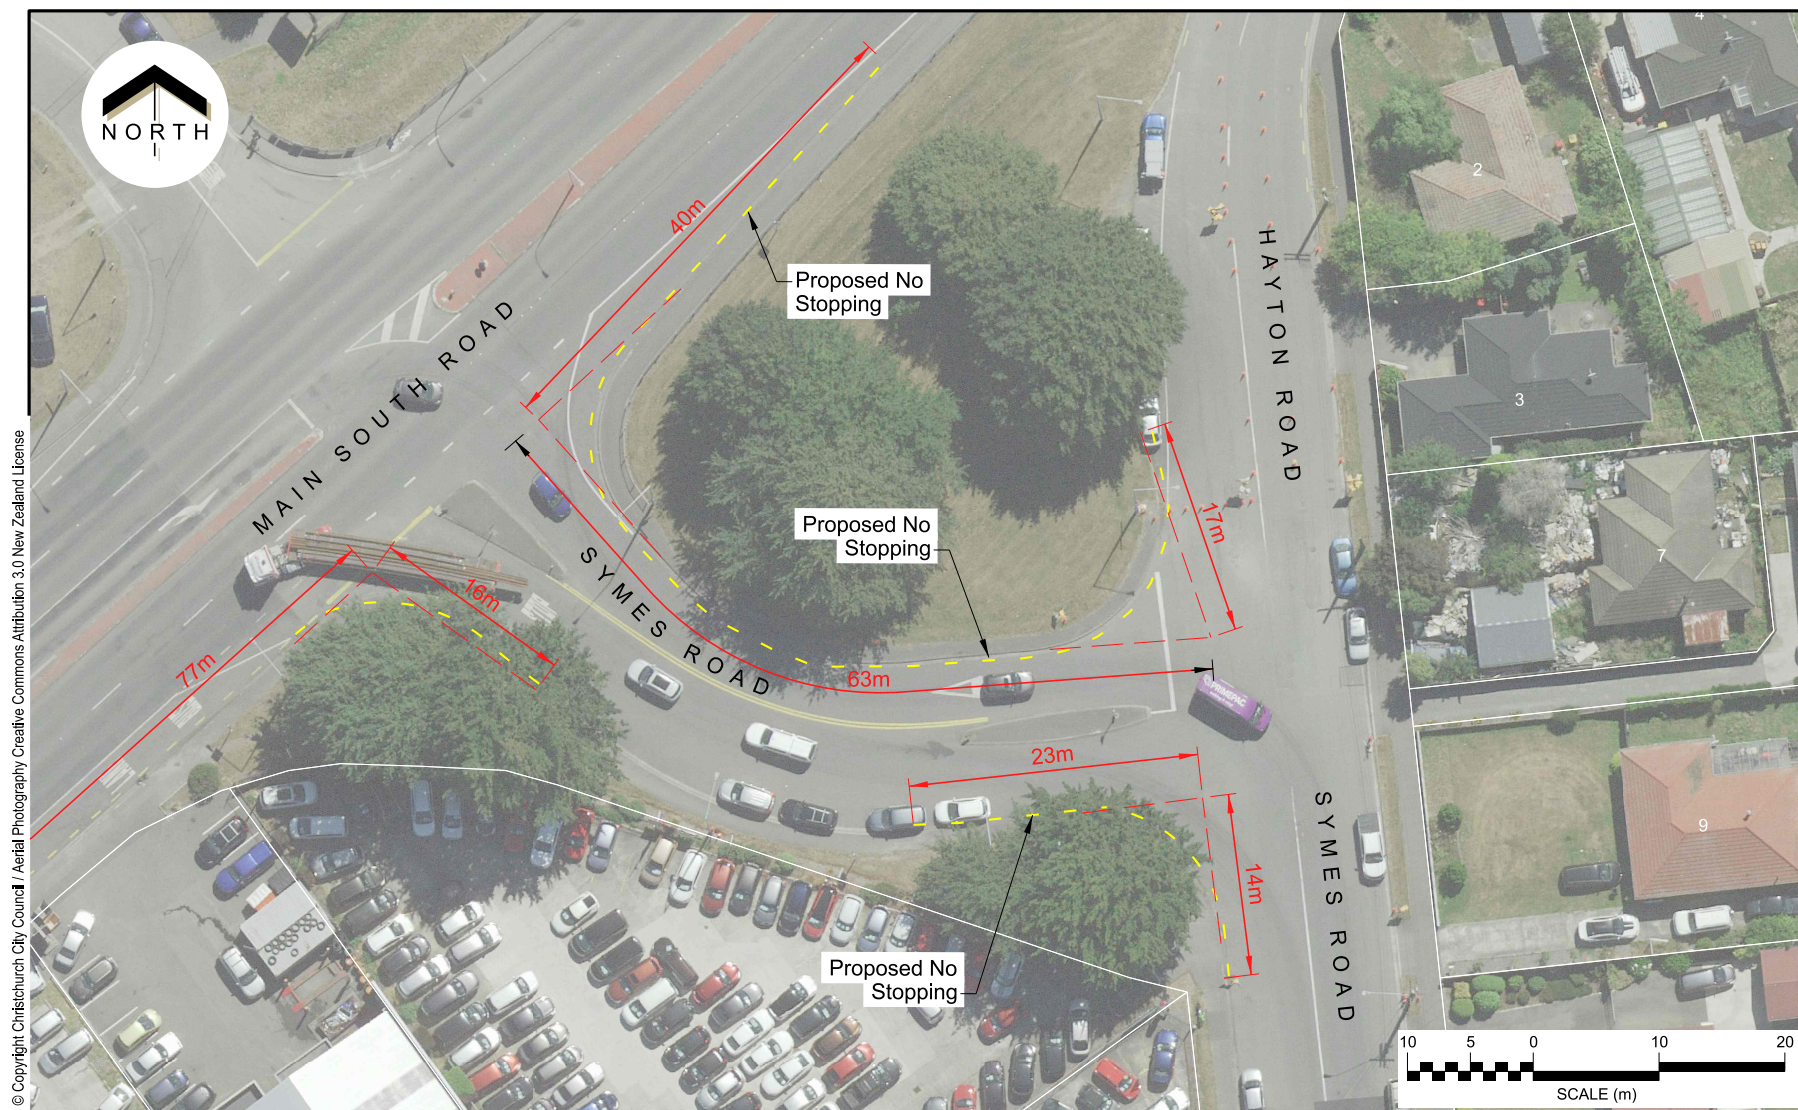 NORTH
40m
Proposed No
Stopping
MAIN SOUTH ROAD
HAYTON ROAD
2
4
3
7
9
Proposed No
Stopping
17m
SYMES ROAD
16m
77m
63m
PRIMEPAC
23m
14m
SYMES ROAD
Proposed No
Stopping
10 5 0 10 20
SCALE (m)
© Copyright Christchurch City Council / Aerial Photography Creative Commons Attribution 3.0 New Zealand License